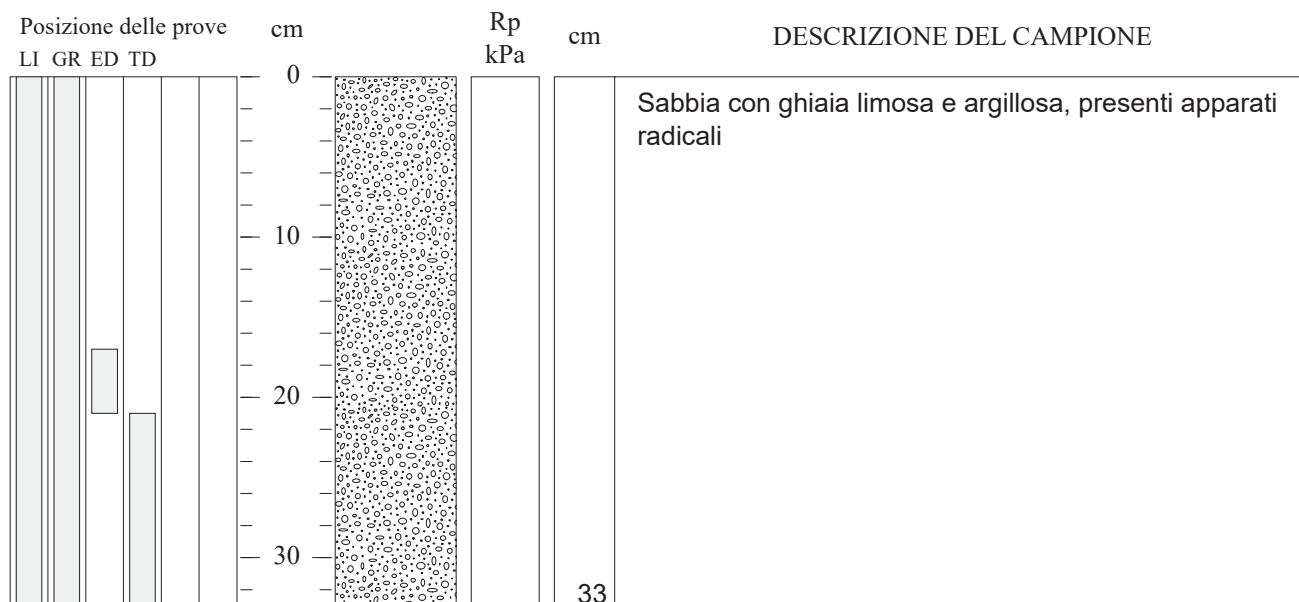 Posizione delle prove
cm
Rp
kPa
cm
DESCRIZIONE DEL CAMPIONE
LI GR ED TD
0
Sabbia con ghiaia limosa e argillosa, presenti apparati
radicali
10
20
30
33